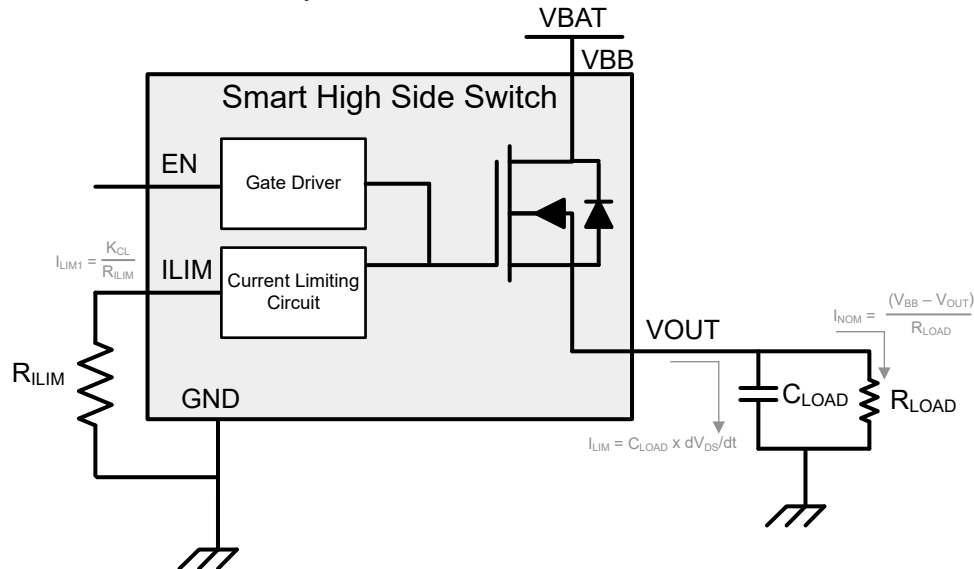 VBAT
VBB
Smart High Side Switch
EN
Gate Driver
I_LIM1 = K_CL / R_ILIM
ILIM
Current Limiting
Circuit
I_NOM = (V_BB – V_OUT) / R_LOAD
VOUT
R_ILIM
C_LOAD
R_LOAD
GND
I_LIM = C_LOAD x dV_DS/dt